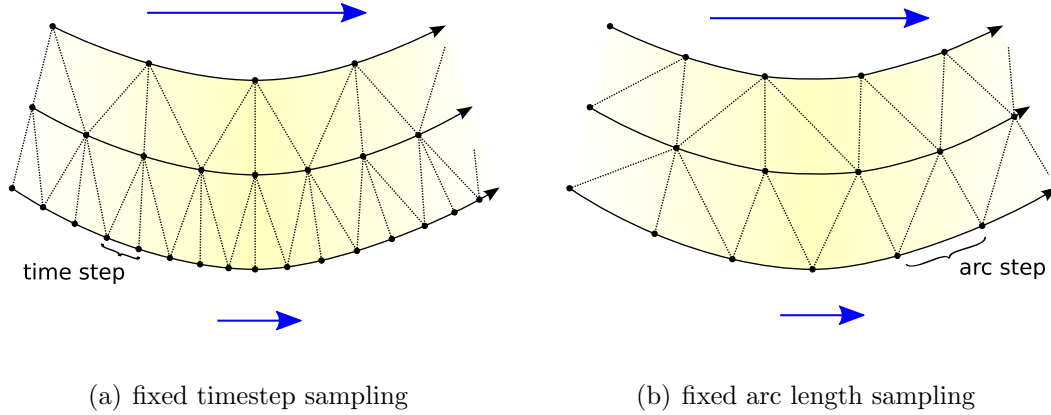 time step
arc step
(a) fixed timestep sampling
(b) fixed arc length sampling